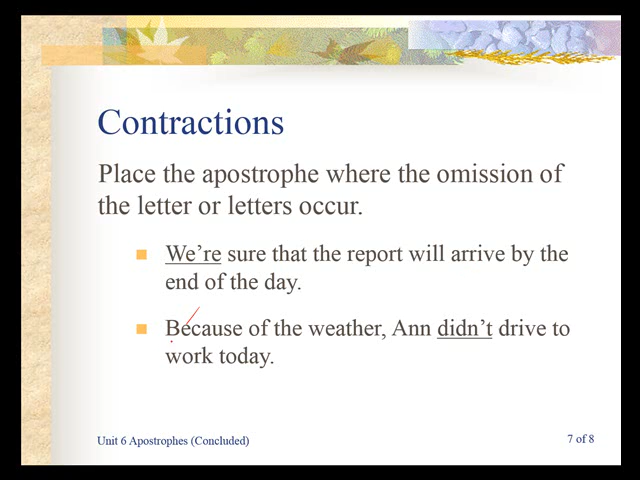 Contractions
Place the apostrophe where the omission of
the letter or letters occur.
We’re sure that the report will arrive by the
end of the day.
Because of the weather, Ann didn’t drive to
work today.
Unit 6 Apostrophes (Concluded)
7 of 8